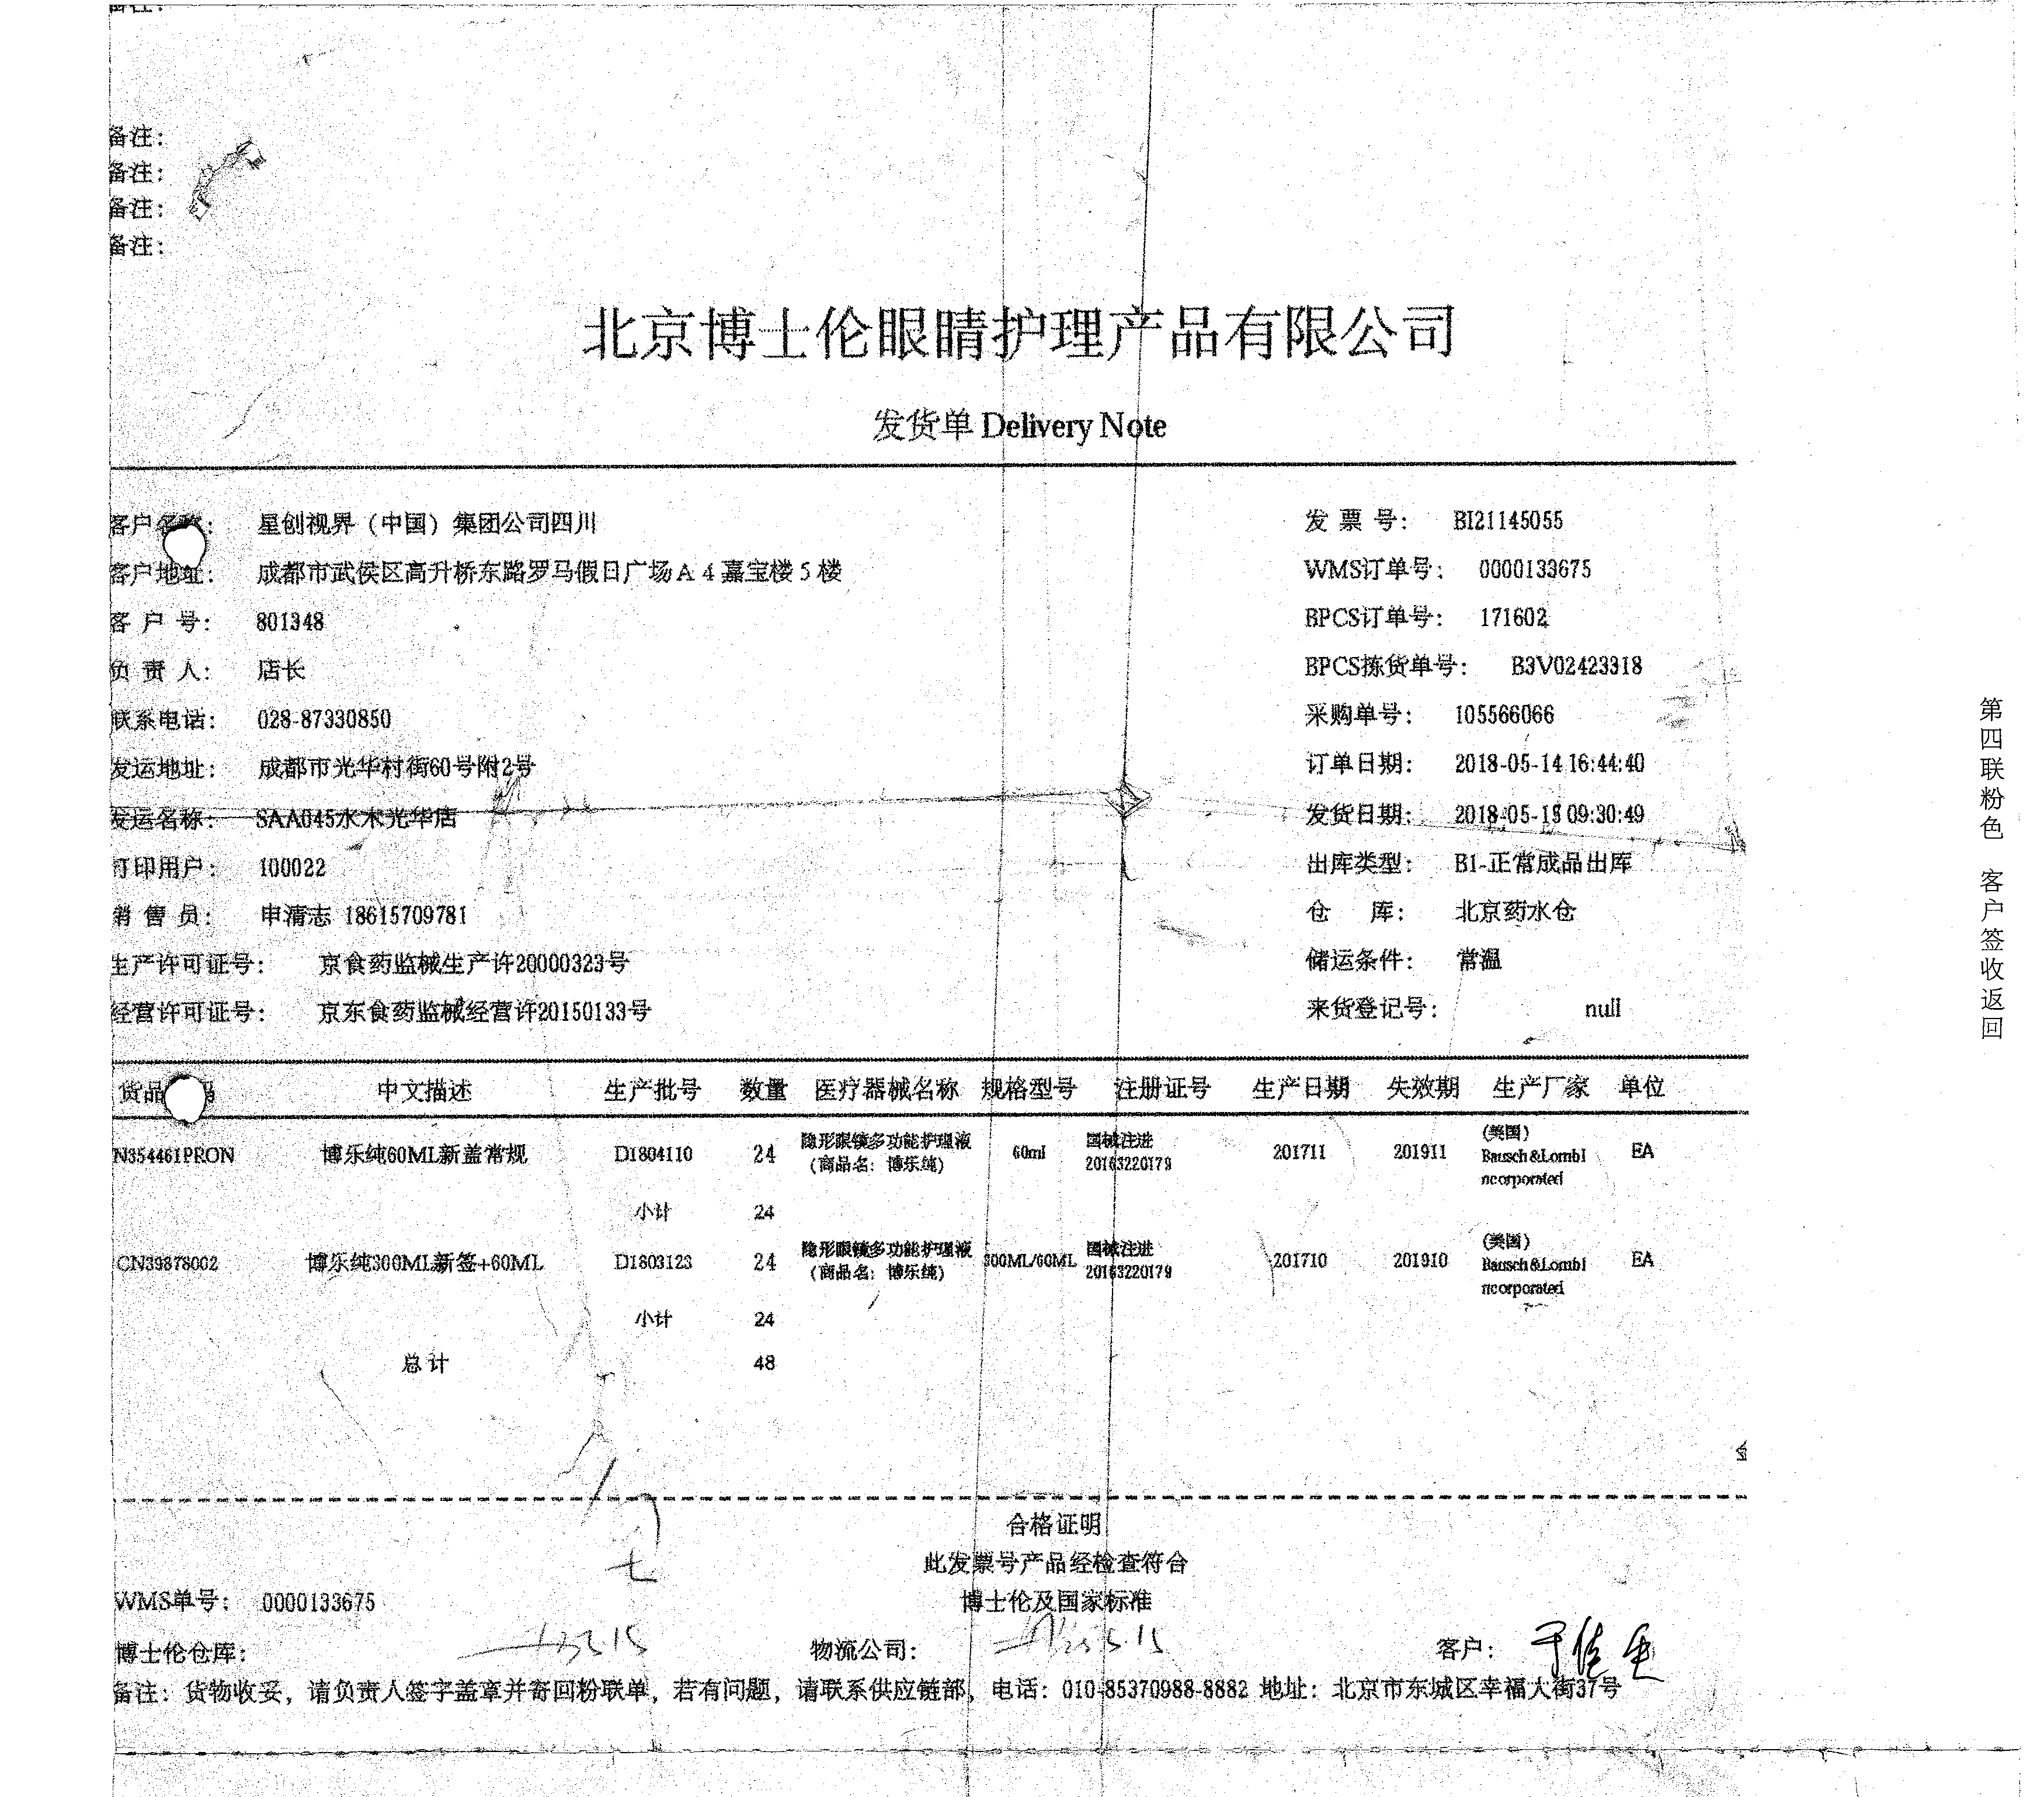 备注：
备注：
备注：
备注：
备注：
北京博士伦眼睛护理产品有限公司
发货单 Delivery Note
客户名称： 星创视界（中国）集团公司四川
发 票 号： BI21145055
客户地址： 成都市武侯区高升桥东路罗马假日广场A 4 嘉宝楼 5 楼
WMS订单号： 0000133675
客 户 号： 801348
BPCS订单号： 171602
负 责 人： 店长
BPCS拣货单号： B3V02423318
联系电话： 028-87330850
采购单号： 105566066
发运地址： 成都市光华村街60号附2号
订单日期： 2018-05-14 16:44:40
发运名称： SAA045水木光华店
发货日期： 2018-05-15 09:30:49
打印用户： 100022
出库类型： B1-正常成品出库
销 售 员： 申清志 18615709781
仓 库： 北京药水仓
生产许可证号： 京食药监械生产许20000323号
储运条件： 常温
经营许可证号： 京东食药监械经营许20150133号
来货登记号： null
货品 码 中文描述 生产批号 数量 医疗器械名称 规格型号 注册证号 生产日期 失效期 生产厂家 单位
N354461PRON 博乐纯60ML新盖常规 D1804110 24 隐形眼镜多功能护理液（商品名：博乐纯） 60ml 国械注进20163220179 201711 201911 (美国) Bausch&Lomb Incorporated EA
小计 24
CN39878002 博乐纯300ML新签+60ML D1803123 24 隐形眼镜多功能护理液（商品名：博乐纯） 300ML/60ML 国械注进20163220179 201710 201910 (美国) Bausch&Lomb Incorporated EA
小计 24
总 计 48
合格证明
此发票号产品经检查符合
博士伦及国家标准
WMS单号： 0000133675
博士伦仓库： 物流公司： 客户：
备注：货物收妥，请负责人签字盖章并寄回粉联单，若有问题，请联系供应链部，电话：010-85370988-8882 地址：北京市东城区幸福大街37号
第四联粉色 客户签收返回